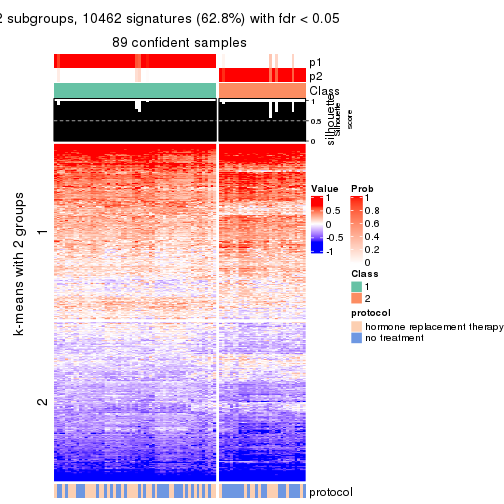 2 subgroups, 10462 signatures (62.8%) with fdr < 0.05
89 confident samples
p1
p2
Class
1
0.5
0
silhouette
Silhouette
score
k-means with 2 groups
1
2
Value
1
0.5
0
-0.5
-1
Prob
1
0.8
0.6
0.4
0.2
0
Class
1
2
protocol
hormone replacement therapy
no treatment
protocol